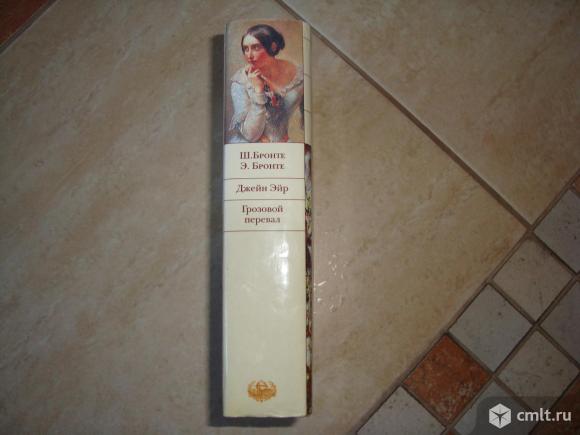 Ш.Бронте
Э. Бронте
Джейн Эйр
Грозовой
перевал
cmlt.ru